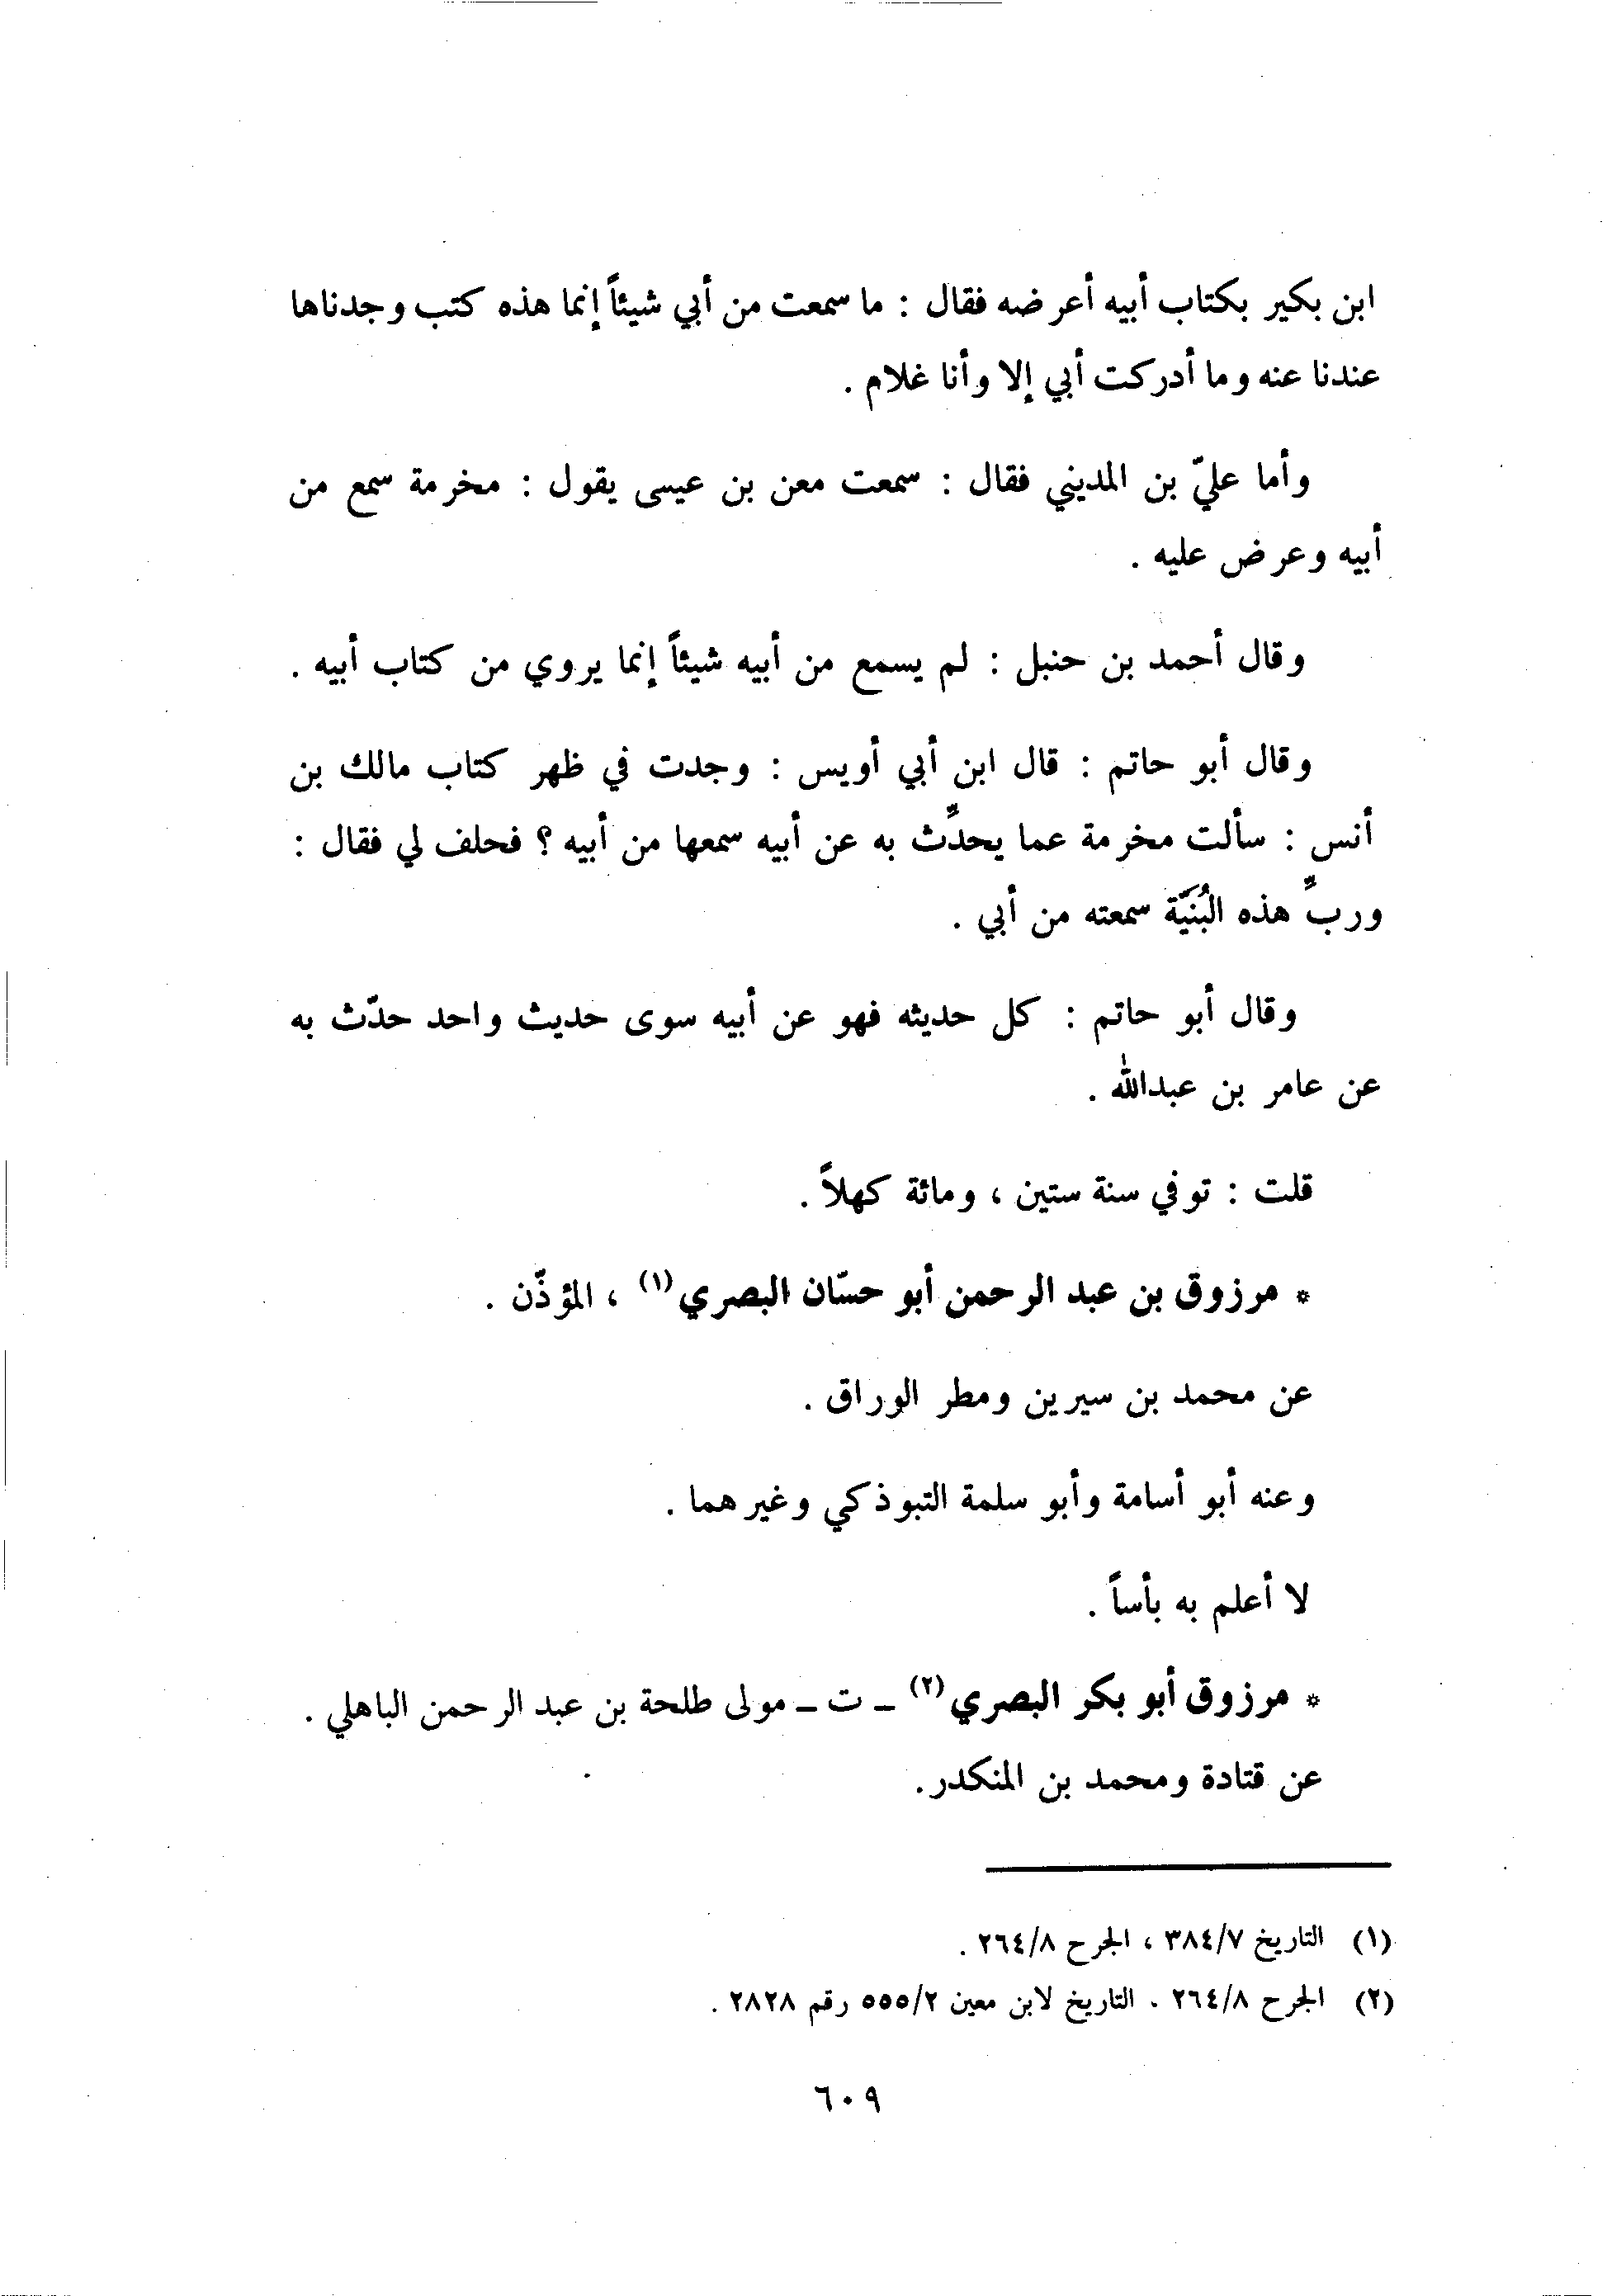 ابن بكير بكتاب أبيه أعرضه فقال : ما سمعت من أبي شيئاً إنما هذه كتب وجدناها
عندنا عنه وما أدركت أبي إلا وأنا غلام .
وأما عليّ بن المديني فقال : سمعت معن بن عيسى يقول : مخرمة سمع من
أبيه وعرض عليه .
وقال أحمد بن حنبل : لم يسمع من أبيه شيئاً إنما يروي من كتاب أبيه .
وقال أبو حاتم : قال ابن أبي أويس : وجدت في ظهر كتاب مالك بن
أنس : سألت مخرمة عما يحدِّث به عن أبيه سمعها من أبيه ؟ فحلف لي فقال :
وربِّ هذه البُنَيَّة سمعته من أبي .
وقال أبو حاتم : كل حديثه فهو عن أبيه سوى حديث واحد حدّث به
عن عامر بن عبدالله .
قلت : توفي سنة ستين ، ومائة كهلاً .
* مرزوق بن عبد الرحمن أبو حسّان البصري (١) ، المؤذّن .
عن محمد بن سيرين ومطر الوراق .
وعنه أبو أسامة وأبو سلمة التبوذكي وغيرهما .
لا أعلم به بأساً .
* مرزوق أبو بكر البصري (٢) ـ ت ـ مولى طلحة بن عبد الرحمن الباهلي .
عن قتادة ومحمد بن المنكدر.
(١) التاريخ ٣٨٤/٧ ، الجرح ٢٦٤/٨ .
(٢) الجرح ٢٦٤/٨ . التاريخ لابن معين ٥٥٥/٢ رقم ٢٨٢٨ .
٦٠٩